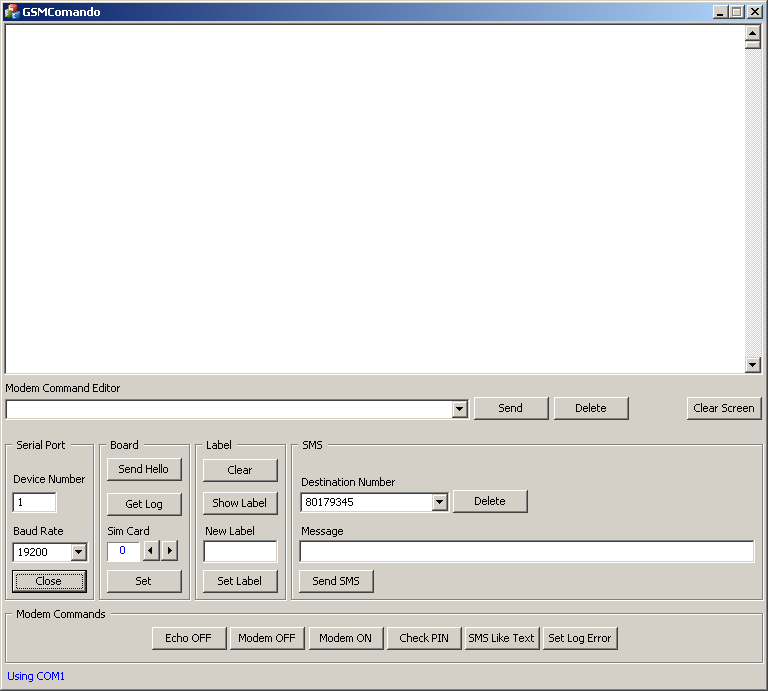 GSMComando
Modem Command Editor
Send
Delete
Clear Screen
Serial Port
Device Number
1
Baud Rate
19200
Close
Board
Send Hello
Get Log
Sim Card
0
Set
Label
Clear
Show Label
New Label
Set Label
SMS
Destination Number
80179345
Delete
Message
Send SMS
Modem Commands
Echo OFF
Modem OFF
Modem ON
Check PIN
SMS Like Text
Set Log Error
Using COM1